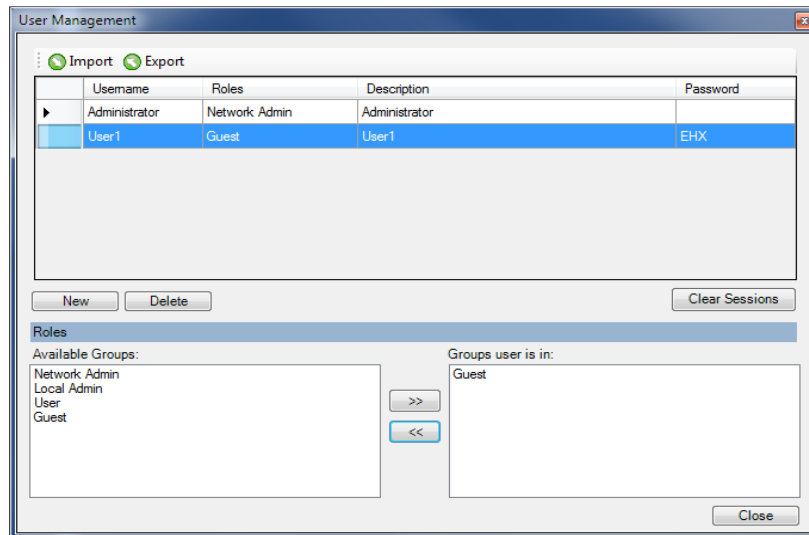 User Management
Import Export
Username Roles Description Password
Administrator Network Admin Administrator
User1 Guest User1 EHX
New Delete Clear Sessions
Roles
Available Groups: Groups user is in:
Network Admin Guest
Local Admin
User
Guest
>>
<<
Close